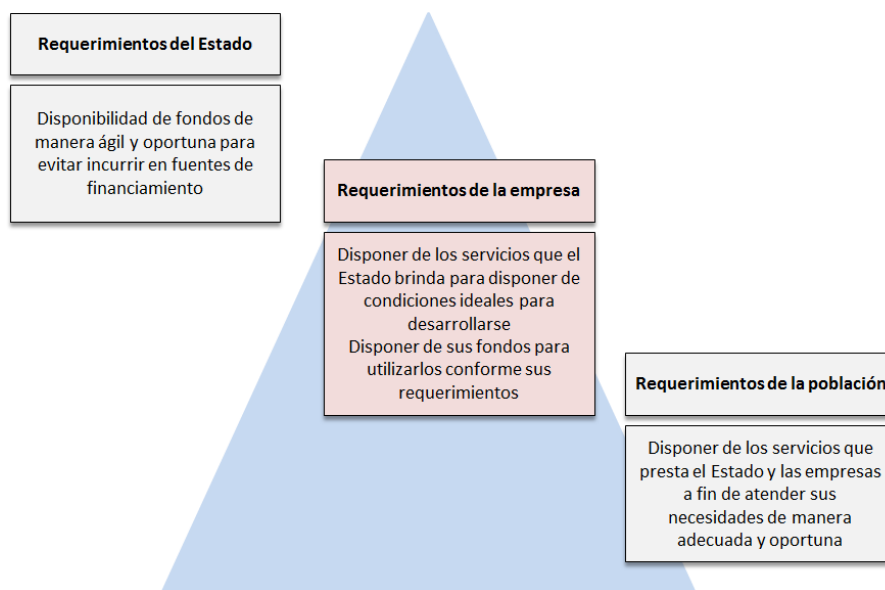 Requerimientos del Estado
Disponibilidad de fondos de
manera ágil y oportuna para
evitar incurrir en fuentes de
financiamiento
Requerimientos de la empresa
Disponer de los servicios que el
Estado brinda para disponer de
condiciones ideales para
desarrollarse
Disponer de sus fondos para
utilizarlos conforme sus
requerimientos
Requerimientos de la población
Disponer de los servicios que
presta el Estado y las empresas
a fin de atender sus
necesidades de manera
adecuada y oportuna